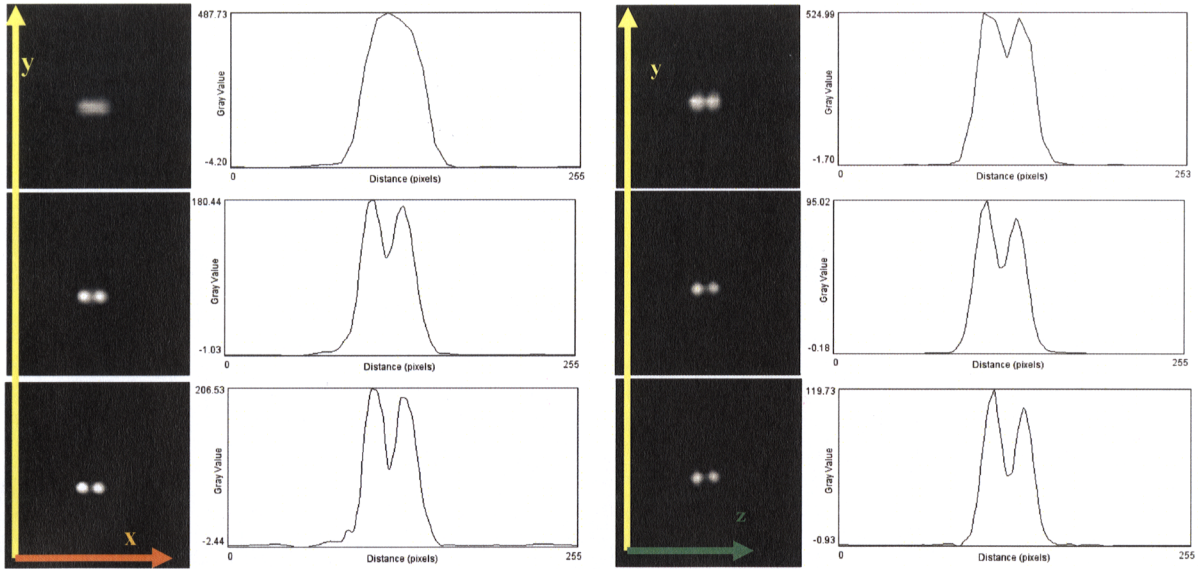 y
487.73
Gray Value
-4.20
0
Distance (pixels)
255
180.44
Gray Value
-1.03
0
Distance (pixels)
255
206.53
Gray Value
-2.44
0
Distance (pixels)
255
x
y
524.99
Gray Value
-1.70
0
Distance (pixels)
253
95.02
Gray Value
-0.18
0
Distance (pixels)
255
119.73
Gray Value
-0.93
0
Distance (pixels)
255
z